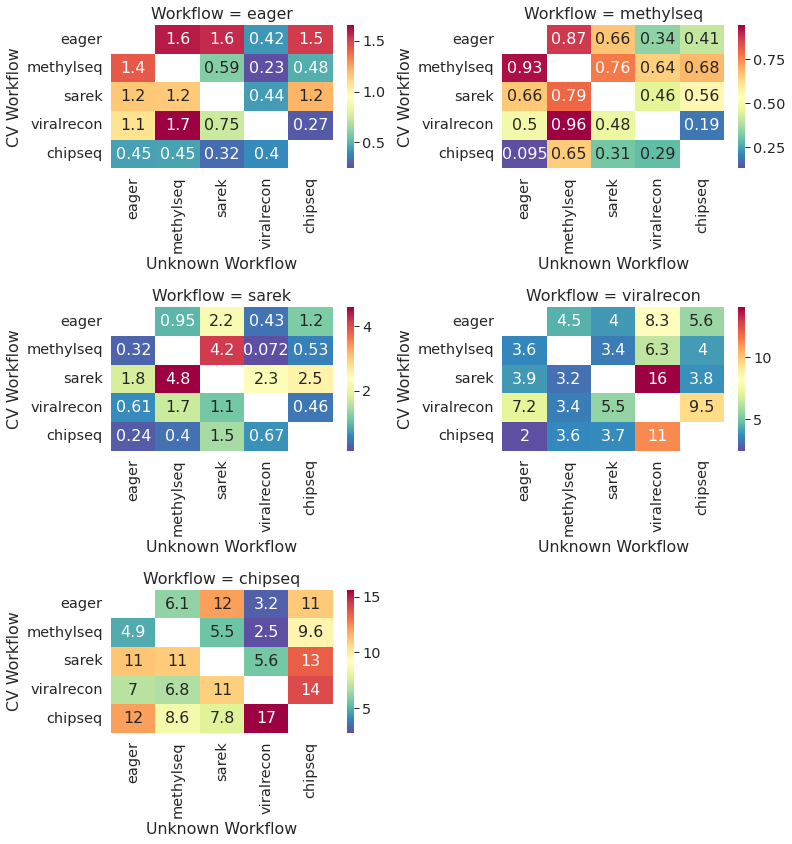 Workflow = eager
CV Workflow
eager 1.6 1.6 0.42 1.5
methylseq 1.4 0.59 0.23 0.48
sarek 1.2 1.2 0.44 1.2
viralrecon 1.1 1.7 0.75 0.27
chipseq 0.45 0.45 0.32 0.4
eager methylseq sarek viralrecon chipseq
Unknown Workflow
1.5
1.0
0.5
Workflow = methylseq
CV Workflow
eager 0.87 0.66 0.34 0.41
methylseq 0.93 0.76 0.64 0.68
sarek 0.66 0.79 0.46 0.56
viralrecon 0.5 0.96 0.48 0.19
chipseq 0.095 0.65 0.31 0.29
eager methylseq sarek viralrecon chipseq
Unknown Workflow
0.75
0.50
0.25
Workflow = sarek
CV Workflow
eager 0.95 2.2 0.43 1.2
methylseq 0.32 4.2 0.072 0.53
sarek 1.8 4.8 2.3 2.5
viralrecon 0.61 1.7 1.1 0.46
chipseq 0.24 0.4 1.5 0.67
eager methylseq sarek viralrecon chipseq
Unknown Workflow
4
2
Workflow = viralrecon
CV Workflow
eager 4.5 4 8.3 5.6
methylseq 3.6 3.4 6.3 4
sarek 3.9 3.2 16 3.8
viralrecon 7.2 3.4 5.5 9.5
chipseq 2 3.6 3.7 11
eager methylseq sarek viralrecon chipseq
Unknown Workflow
10
5
Workflow = chipseq
CV Workflow
eager 6.1 12 3.2 11
methylseq 4.9 5.5 2.5 9.6
sarek 11 11 5.6 13
viralrecon 7 6.8 11 14
chipseq 12 8.6 7.8 17
eager methylseq sarek viralrecon chipseq
Unknown Workflow
15
10
5